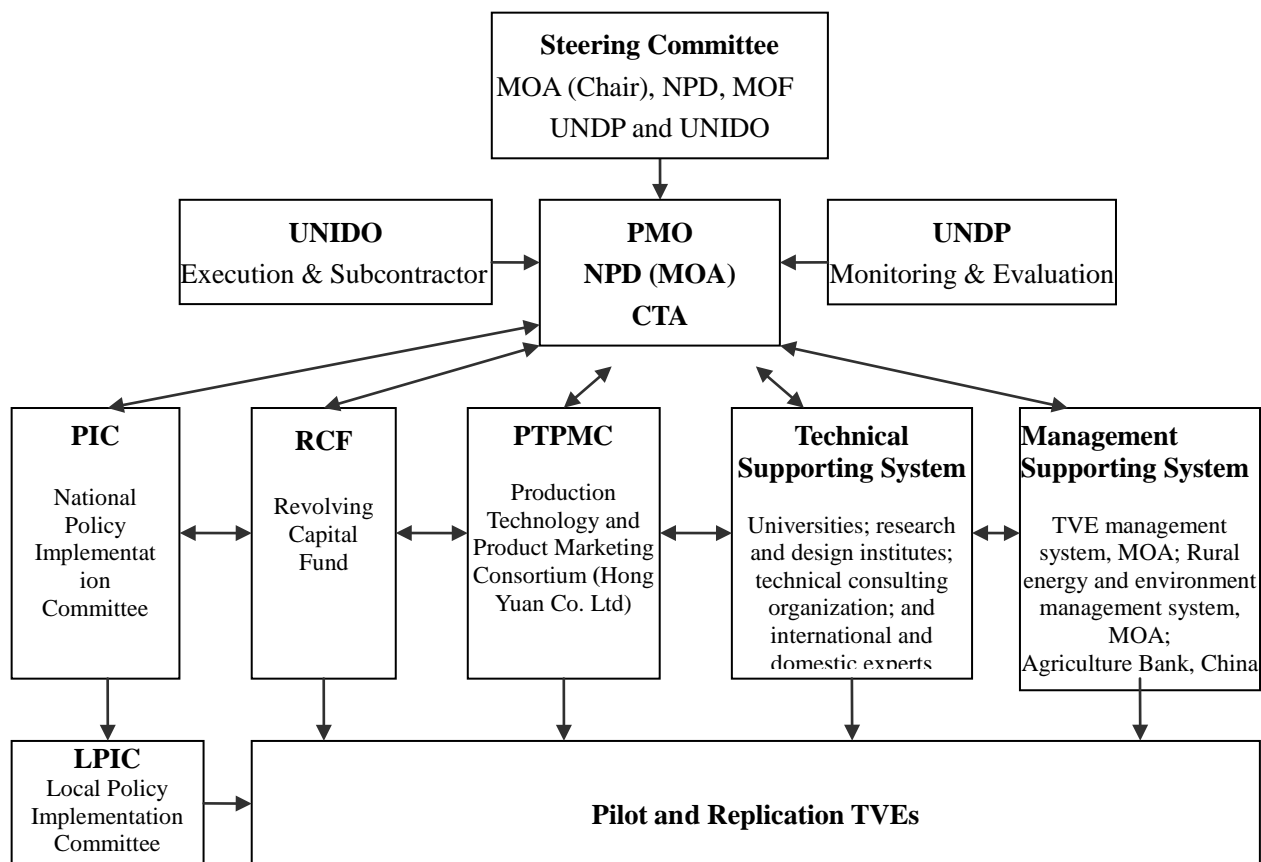 Steering Committee
MOA (Chair), NPD, MOF
UNDP and UNIDO
UNIDO
Execution & Subcontractor
PMO
NPD (MOA)
CTA
UNDP
Monitoring & Evaluation
PIC
National
Policy
Implementat
ion
Committee
RCF
Revolving
Capital
Fund
PTPMC
Production
Technology and
Product Marketing
Consortium (Hong
Yuan Co. Ltd)
Technical
Supporting System
Universities; research
and design institutes;
technical consulting
organization; and
international and
domestic experts
Management
Supporting System
TVE management
system, MOA; Rural
energy and environment
management system,
MOA;
Agriculture Bank, China
LPIC
Local Policy
Implementation
Committee
Pilot and Replication TVEs